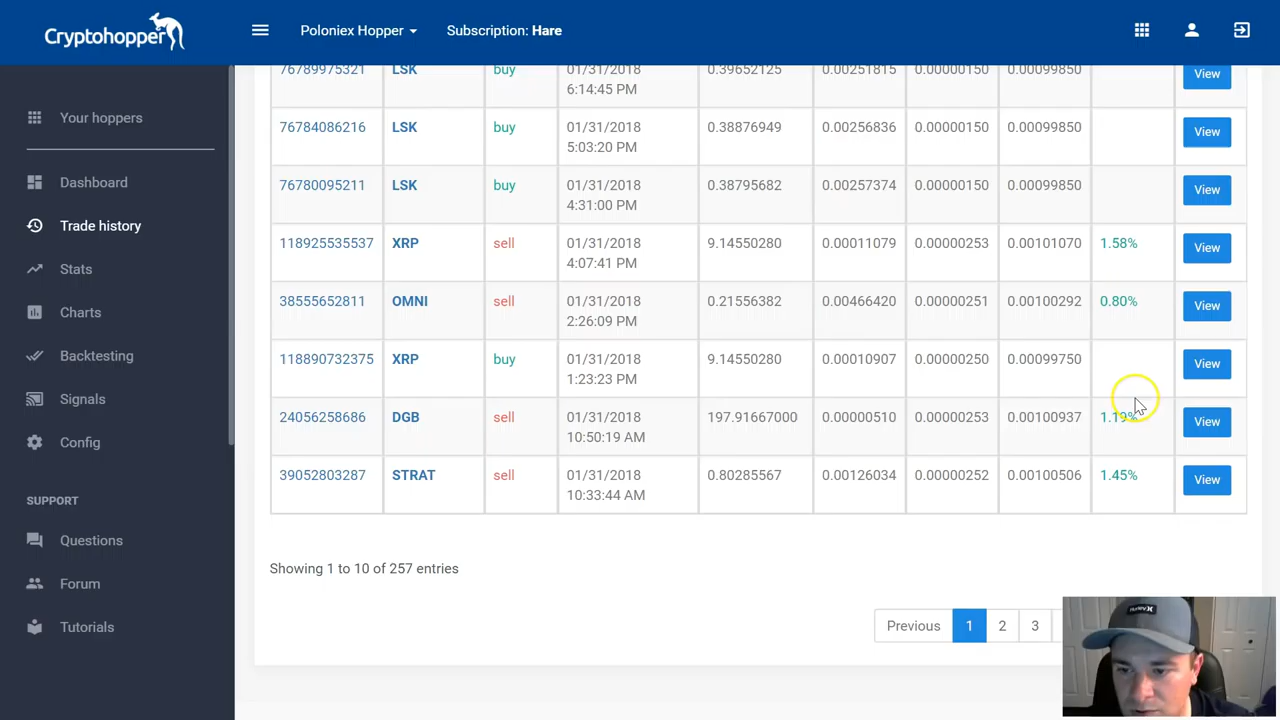 Cryptohopper
Poloniex Hopper
Subscription: Hare
Your hoppers
Dashboard
Trade history
Stats
Charts
Backtesting
Signals
Config
SUPPORT
Questions
Forum
Tutorials
76789975321 LSK buy 01/31/2018 0.39652125 0.00251815 0.00000150 0.00099850 View
6:14:45 PM
76784086216 LSK buy 01/31/2018 0.38876949 0.00256836 0.00000150 0.00099850 View
5:03:20 PM
76780095211 LSK buy 01/31/2018 0.38795682 0.00257374 0.00000150 0.00099850 View
4:31:00 PM
118925535537 XRP sell 01/31/2018 9.14550280 0.00011079 0.00000253 0.00101070 1.58% View
4:07:41 PM
38555652811 OMNI sell 01/31/2018 0.21556382 0.00466420 0.00000251 0.00100292 0.80% View
2:26:09 PM
118890732375 XRP buy 01/31/2018 9.14550280 0.00010907 0.00000250 0.00099750 View
1:23:23 PM
24056258686 DGB sell 01/31/2018 197.91667000 0.00000510 0.00000253 0.00100937 1.19% View
10:50:19 AM
39052803287 STRAT sell 01/31/2018 0.80285567 0.00126034 0.00000252 0.00100506 1.45% View
10:33:44 AM
Showing 1 to 10 of 257 entries
Previous 1 2 3
Hurley